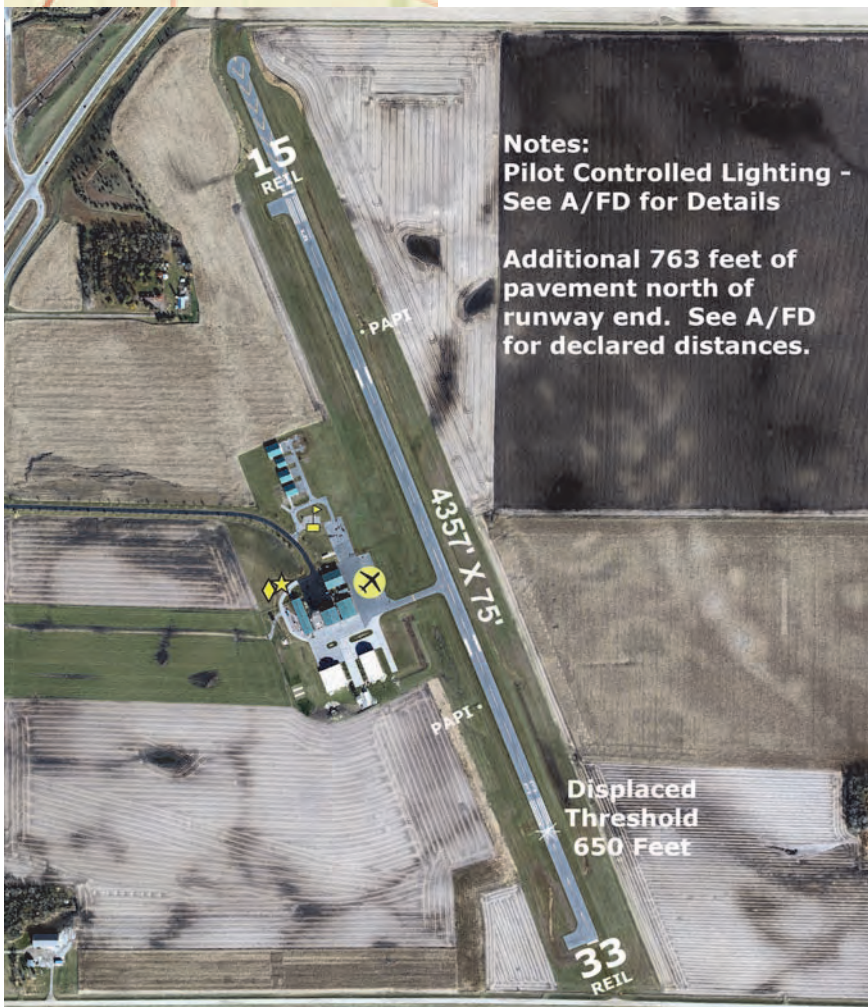 Notes:
Pilot Controlled Lighting -
See A/FD for Details
Additional 763 feet of
pavement north of
runway end. See A/FD
for declared distances.
15
REIL
PAPI
4357' X 75'
PAPI
Displaced
Threshold
650 Feet
33
REIL